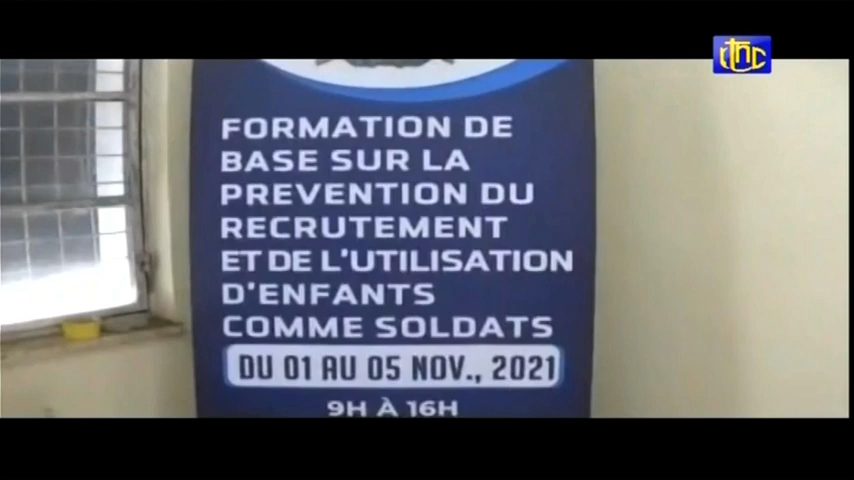 rtnc
FORMATION DE
BASE SUR LA
PREVENTION DU
RECRUTEMENT
ET DE L'UTILISATION
D'ENFANTS
COMME SOLDATS
DU 01 AU 05 NOV., 2021
9H À 16H